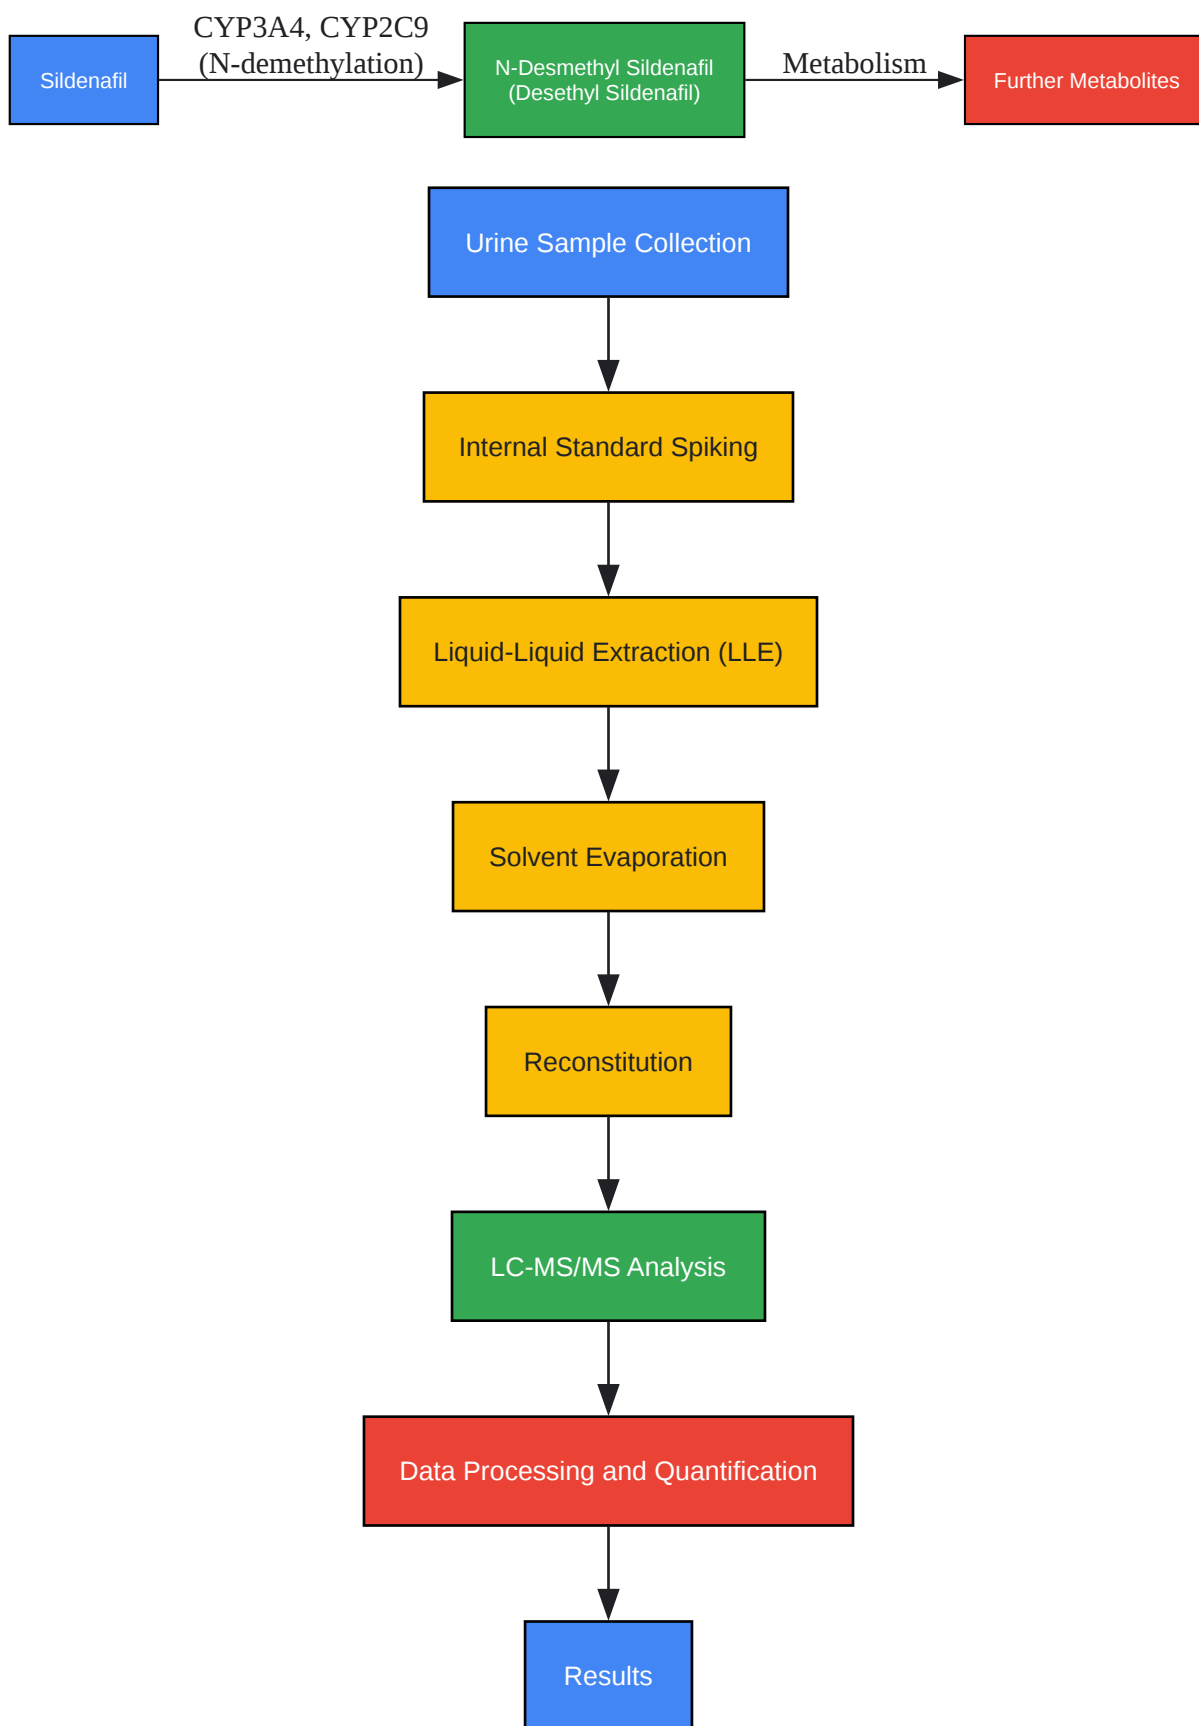 Sildenafil
CYP3A4, CYP2C9
(N-demethylation)
N-Desmethyl Sildenafil
(Desethyl Sildenafil)
Metabolism
Further Metabolites
Urine Sample Collection
Internal Standard Spiking
Liquid-Liquid Extraction (LLE)
Solvent Evaporation
Reconstitution
LC-MS/MS Analysis
Data Processing and Quantification
Results